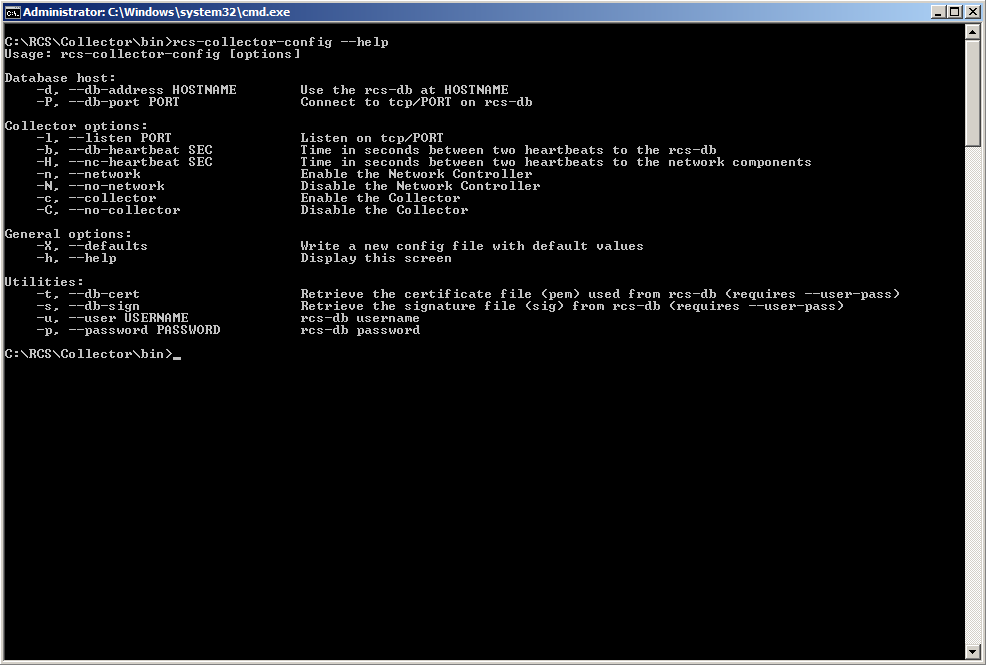 Administrator: C:\Windows\system32\cmd.exe
C:\RCS\Collector\bin>rcs-collector-config --help
Usage: rcs-collector-config [options]
Database host:
-d, --db-address HOSTNAME Use the rcs-db at HOSTNAME
-P, --db-port PORT Connect to tcp/PORT on rcs-db
Collector options:
-l, --listen PORT Listen on tcp/PORT
-b, --db-heartbeat SEC Time in seconds between two heartbeats to the rcs-db
-H, --nc-heartbeat SEC Time in seconds between two heartbeats to the network components
-n, --network Enable the Network Controller
-N, --no-network Disable the Network Controller
-c, --collector Enable the Collector
-C, --no-collector Disable the Collector
General options:
-X, --defaults Write a new config file with default values
-h, --help Display this screen
Utilities:
-t, --db-cert Retrieve the certificate file (pem) used from rcs-db (requires --user-pass)
-s, --db-sign Retrieve the signature file (sig) from rcs-db (requires --user-pass)
-u, --user USERNAME rcs-db username
-p, --password PASSWORD rcs-db password
C:\RCS\Collector\bin>_